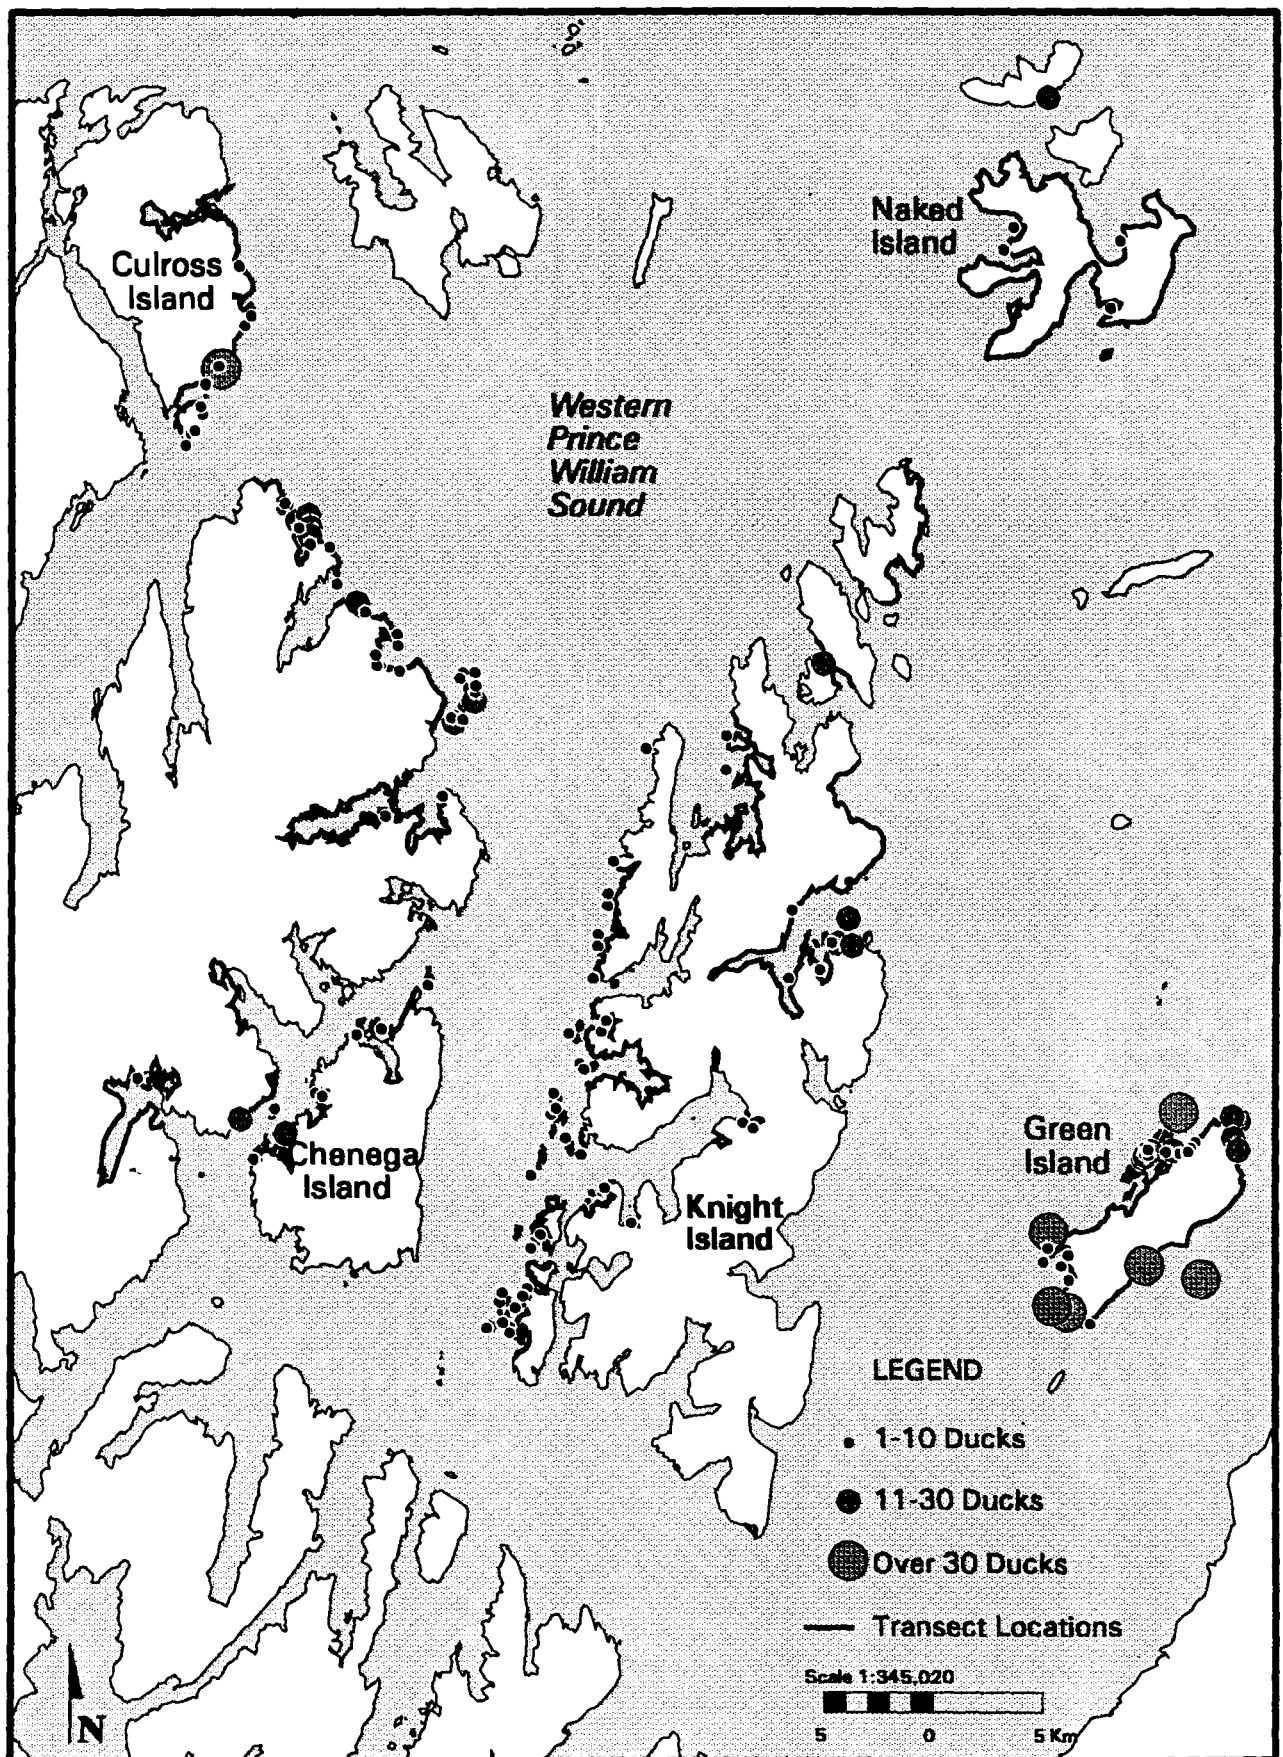 Naked
Island
Culross
Island
Western
Prince
William
Sound
Green
Island
Chenega
Island
Knight
Island
LEGEND
1-10 Ducks
11-30 Ducks
Over 30 Ducks
Transect Locations
Scale 1:345,020
5 0 5 Km
N